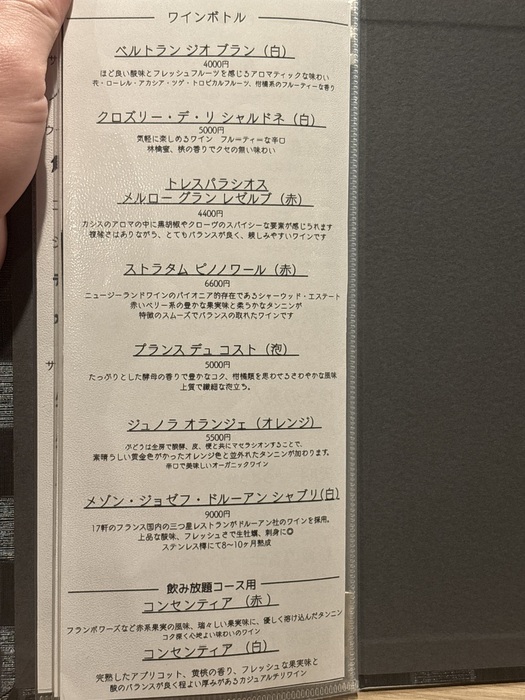 ワインボトル
ベルトラン ジオ ブラン（白）
4000円
ほど良い酸味とフレッシュフルーツを感じるアロマティックな味わい
花・ローレル・アカシア・ツゲ・トロピカルフルーツ、柑橘系のフルーティーな香り
クロズリー・デ・リ シャルドネ（白）
5000円
気軽に楽しめるワイン フルーティーな辛口
林檎蜜、桃の香りでクセの無い味わい
トレスパラシオス
メルロー グラン レゼルブ（赤）
4400円
カシスのアロマの中に黒胡椒やクローヴのスパイシーな要素が感じられます
複雑さはありながら、とてもバランスが良く、親しみやすいワインです
ストラタム ピノノワール（赤）
6600円
ニュージーランドワインのパイオニア的存在であるシャーウッド・エステート
赤いベリー系の豊かな果実味と柔らかなタンニンが
特徴のスムーズでバランスの取れたワインです
ブランス デュ コスト（泡）
5000円
たっぷりとした酵母の香りで豊かなコク、柑橘類を思わせるさわやかな風味
上質で繊細な泡立ち。
ジュノラ オランジェ（オレンジ）
5500円
ぶどうは全房で醗酵、皮、梗と共にマセラシオンすることで、
素晴らしい黄金色がかったオレンジ色と並外れたタンニンが加わります。
辛口で美味しいオーガニックワイン
メゾン・ジョゼフ・ドルーアン シャブリ(白)
9000円
17軒のフランス国内の三つ星レストランがドルーアン社のワインを採用。
上品な酸味、フレッシュさで生牡蠣、刺身に◎
ステンレス樽にて8～10ヶ月熟成
飲み放題コース用
コンセンティア （赤）
フランボワーズなど赤系果実の風味、瑞々しい果実味に、優しく溶け込んだタンニン
コク深く心地よい味わいのワイン
コンセンティア （白）
完熟したアプリコット、黄桃の香り、フレッシュな果実味と
酸のバランスが良く程よい厚みがあるカジュアルチリワイン